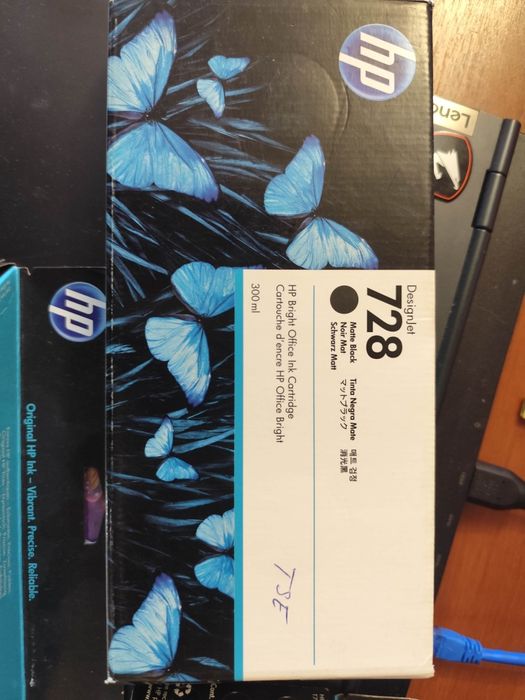 hp
Leno
DesignJet
728
Matte Black
Noir Mat
Schwarz Matt
Tinta Negra Mate
マットブラック
매트 검정
消光黑
HP Bright Office Ink Cartridge
Cartouche d'encre HP Office Bright
300 ml
TSE
hp
Original HP Ink – Vibrant. Precise. Reliable.